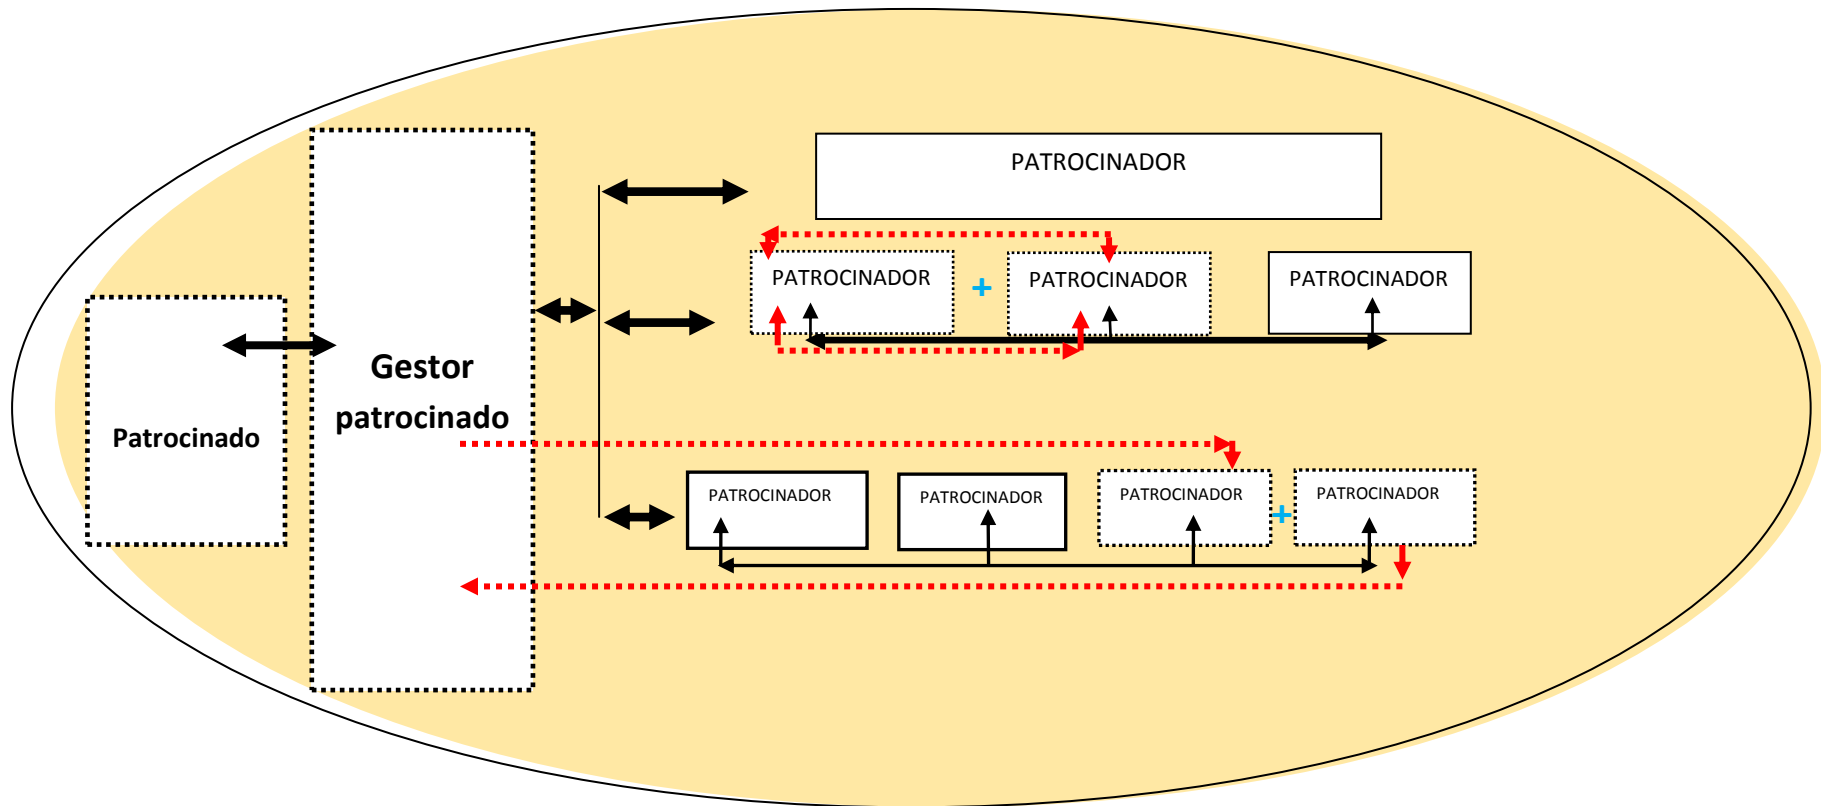 PATROCINADOR
PATROCINADOR + PATROCINADOR PATROCINADOR
Gestor
patrocinado
Patrocinado
PATROCINADOR PATROCINADOR PATROCINADOR + PATROCINADOR